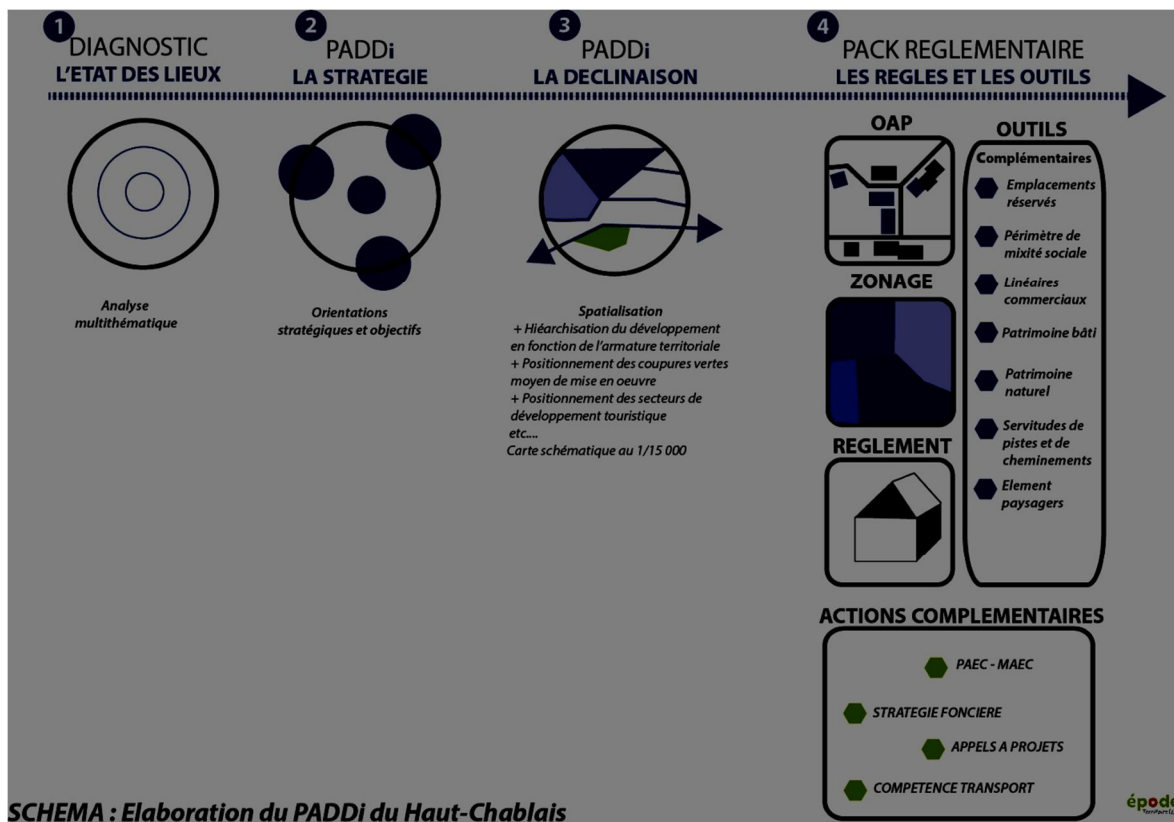 1
DIAGNOSTIC
L'ETAT DES LIEUX
2
PADDi
LA STRATEGIE
3
PADDi
LA DECLINAISON
4
PACK REGLEMENTAIRE
LES REGLES ET LES OUTILS
Analyse
multithématique
Orientations
stratégiques et objectifs
Spatialisation
+ Hiéarchisation du développement
en fonction de l'armature territoriale
+ Positionnement des coupures vertes
moyen de mise en oeuvre
+ Positionnement des secteurs de
développement touristique
etc....
Carte schématique au 1/15 000
OAP
ZONAGE
REGLEMENT
OUTILS
Complémentaires
Emplacements
réservés
Périmètre de
mixité sociale
Linéaires
commerciaux
Patrimoine bâti
Patrimoine
naturel
Servitudes de
pistes et de
cheminements
Element
paysagers
ACTIONS COMPLEMENTAIRES
PAEC - MAEC
STRATEGIE FONCIERE
APPELS A PROJETS
COMPETENCE TRANSPORT
SCHEMA : Elaboration du PADDi du Haut-Chablais